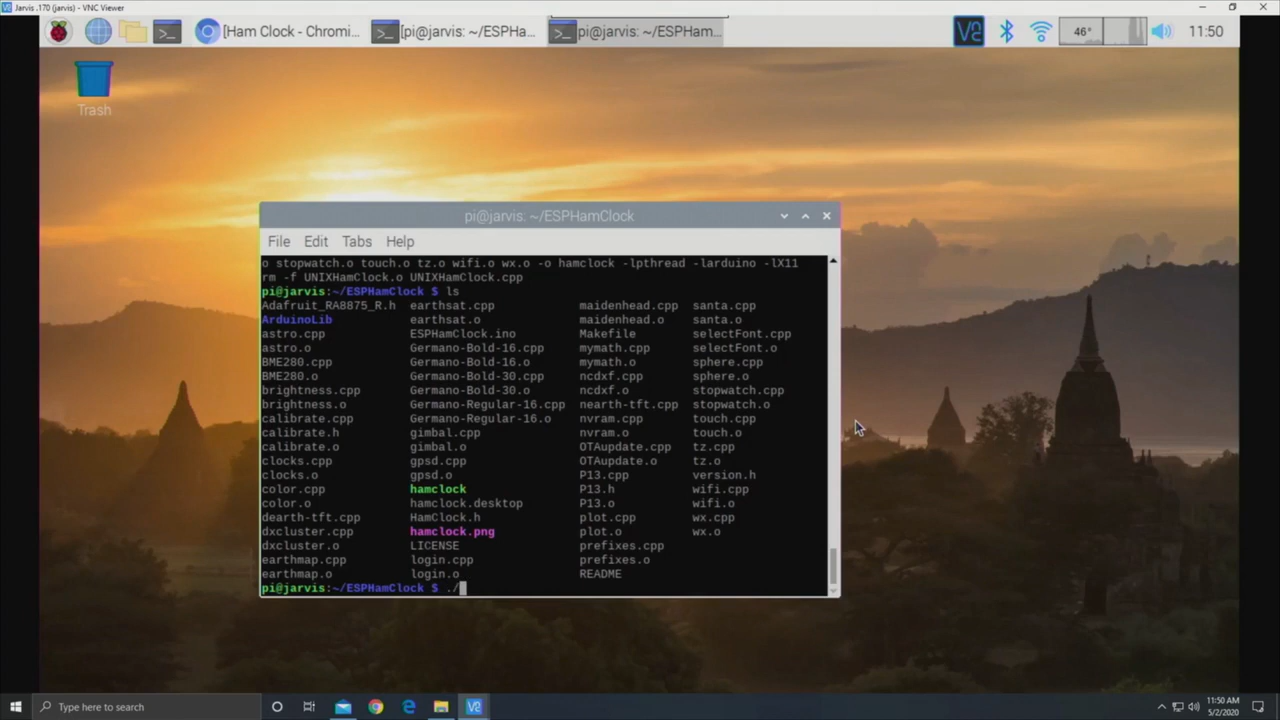 Jarvis .170 (jarvis) - VNC Viewer
[Ham Clock - Chromi... [pi@jarvis: ~/ESPHa... pi@jarvis: ~/ESPHam... 46° 11:50
Trash
pi@jarvis: ~/ESPHamClock
File Edit Tabs Help
o stopwatch.o touch.o tz.o wifi.o wx.o -o hamclock -lpthread -larduino -lX11
rm -f UNIXHamClock.o UNIXHamClock.cpp
pi@jarvis:~/ESPHamClock $ ls
Adafruit_RA8875_R.h earthsat.cpp maidenhead.cpp santa.cpp
ArduinoLib earthsat.o maidenhead.o santa.o
astro.cpp ESPHamClock.ino Makefile selectFont.cpp
astro.o Germano-Bold-16.cpp mymath.cpp selectFont.o
BME280.cpp Germano-Bold-16.o mymath.o sphere.cpp
BME280.o Germano-Bold-30.cpp ncdxf.cpp sphere.o
brightness.cpp Germano-Bold-30.o ncdxf.o stopwatch.cpp
brightness.o Germano-Regular-16.cpp nearth-tft.cpp stopwatch.o
calibrate.cpp Germano-Regular-16.o nvram.cpp touch.cpp
calibrate.h gimbal.cpp nvram.o touch.o
calibrate.o gimbal.o OTAupdate.cpp tz.cpp
clocks.cpp gpsd.cpp OTAupdate.o tz.o
clocks.o gpsd.o P13.cpp version.h
color.cpp hamclock P13.h wifi.cpp
color.o hamclock.desktop P13.o wifi.o
dearth-tft.cpp HamClock.h plot.cpp wx.cpp
dxcluster.cpp hamclock.png plot.o wx.o
dxcluster.o LICENSE prefixes.cpp
earthmap.cpp login.cpp prefixes.o
earthmap.o login.o README
pi@jarvis:~/ESPHamClock $ ./
Type here to search
11:50 AM
5/2/2020